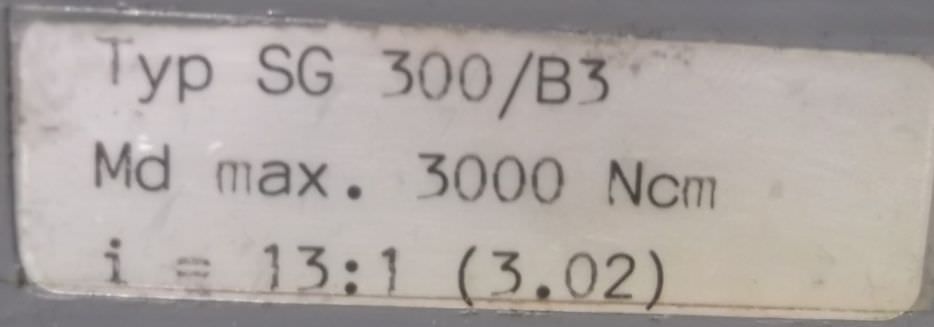 Typ SG 300/B3
Md max. 3000 Ncm
i = 13:1 (3.02)